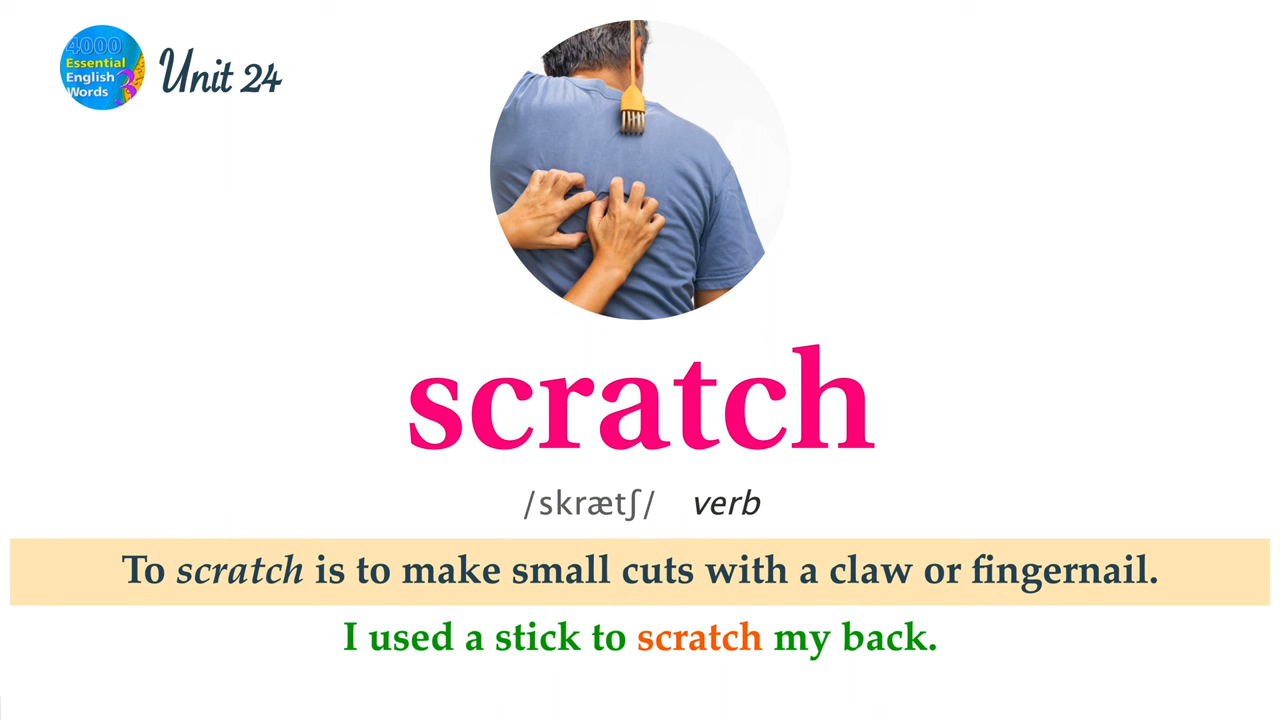 4000
Essential
English
Words 3
Unit 24
scratch
/skrætʃ/ verb
To scratch is to make small cuts with a claw or fingernail.
I used a stick to scratch my back.